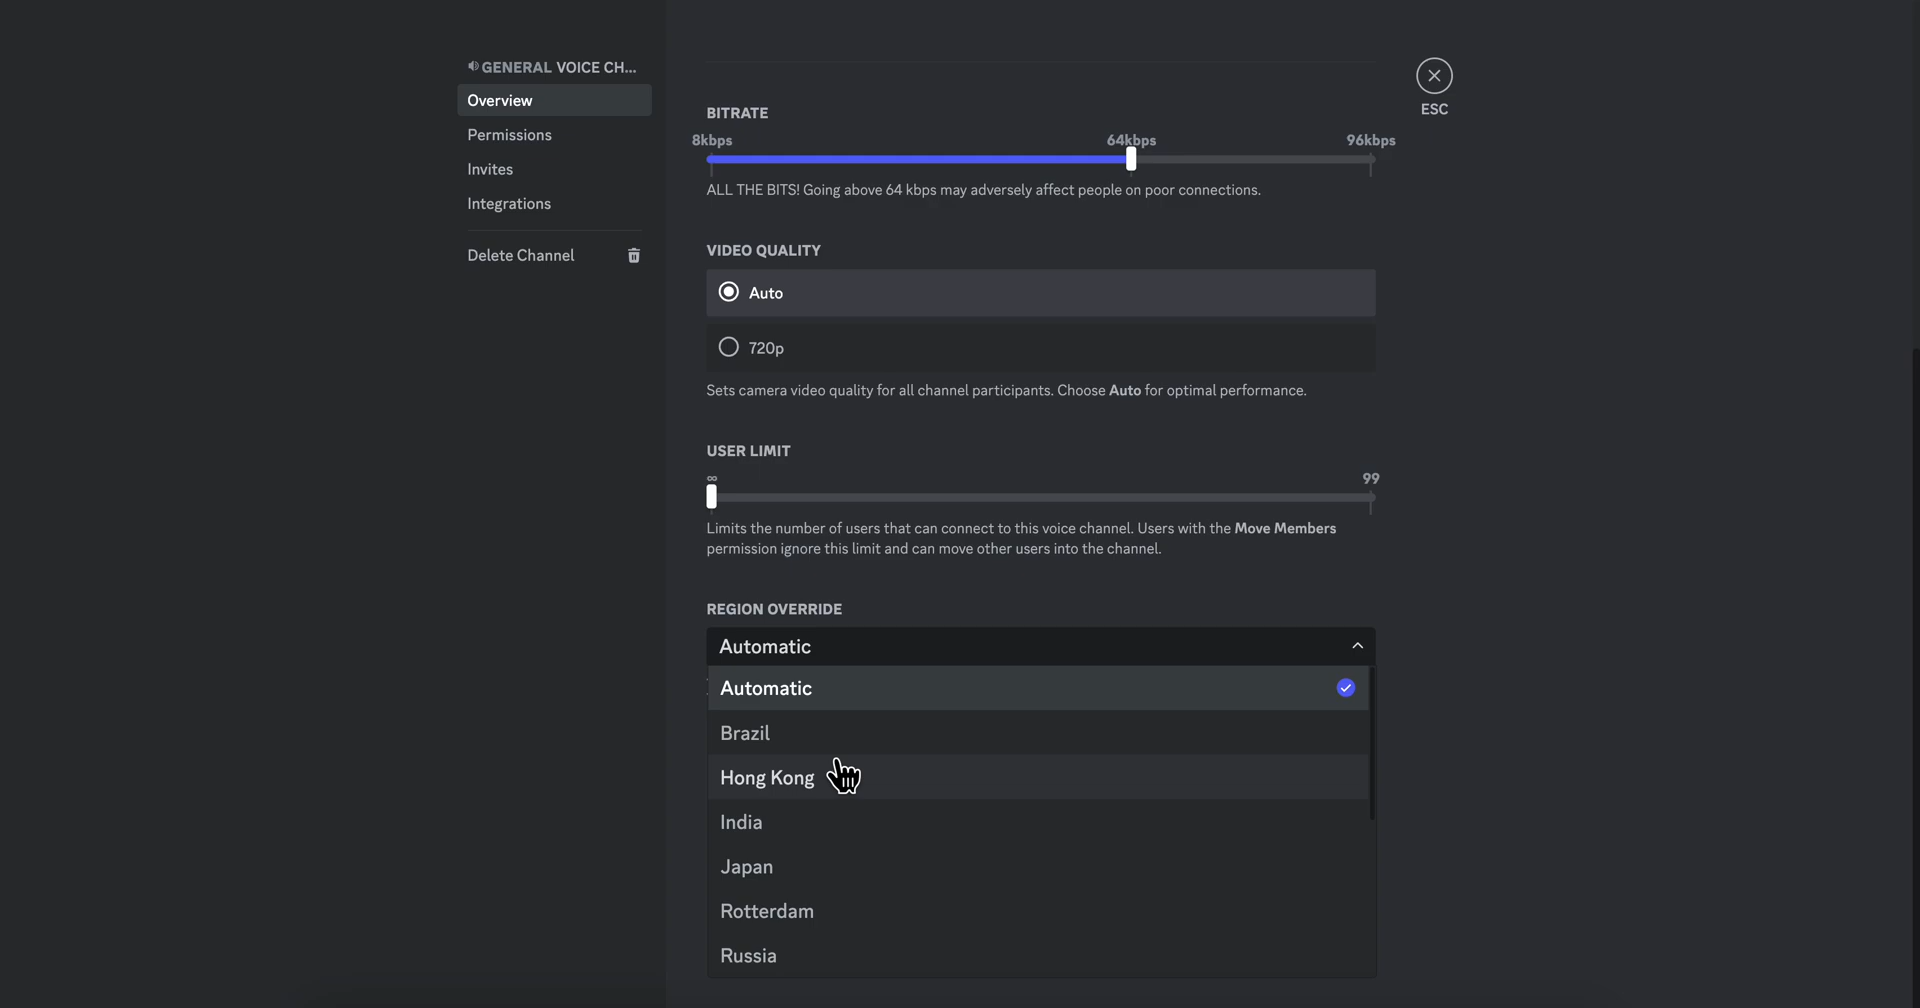 GENERAL VOICE CH...
Overview
Permissions
Invites
Integrations
Delete Channel
ESC
BITRATE
8kbps 64kbps 96kbps
ALL THE BITS! Going above 64 kbps may adversely affect people on poor connections.
VIDEO QUALITY
Auto
720p
Sets camera video quality for all channel participants. Choose Auto for optimal performance.
USER LIMIT
∞ 99
Limits the number of users that can connect to this voice channel. Users with the Move Members
permission ignore this limit and can move other users into the channel.
REGION OVERRIDE
Automatic
Automatic
Brazil
Hong Kong
India
Japan
Rotterdam
Russia